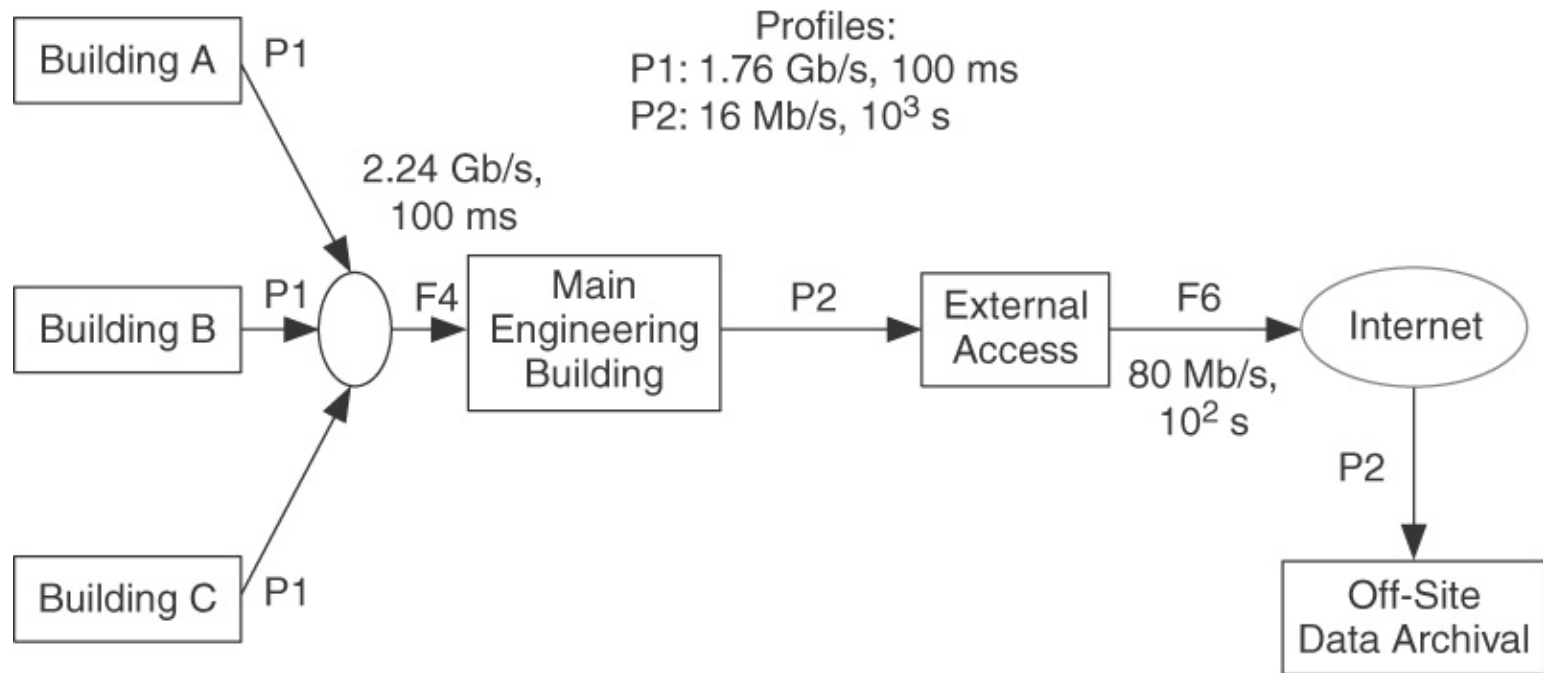 Building A
P1
Profiles:
P1: 1.76 Gb/s, 100 ms
P2: 16 Mb/s, 10³ s
2.24 Gb/s,
100 ms
Building B
P1
F4
Main
Engineering
Building
P2
External
Access
F6
80 Mb/s,
10² s
Internet
P2
Building C
P1
Off-Site
Data Archival